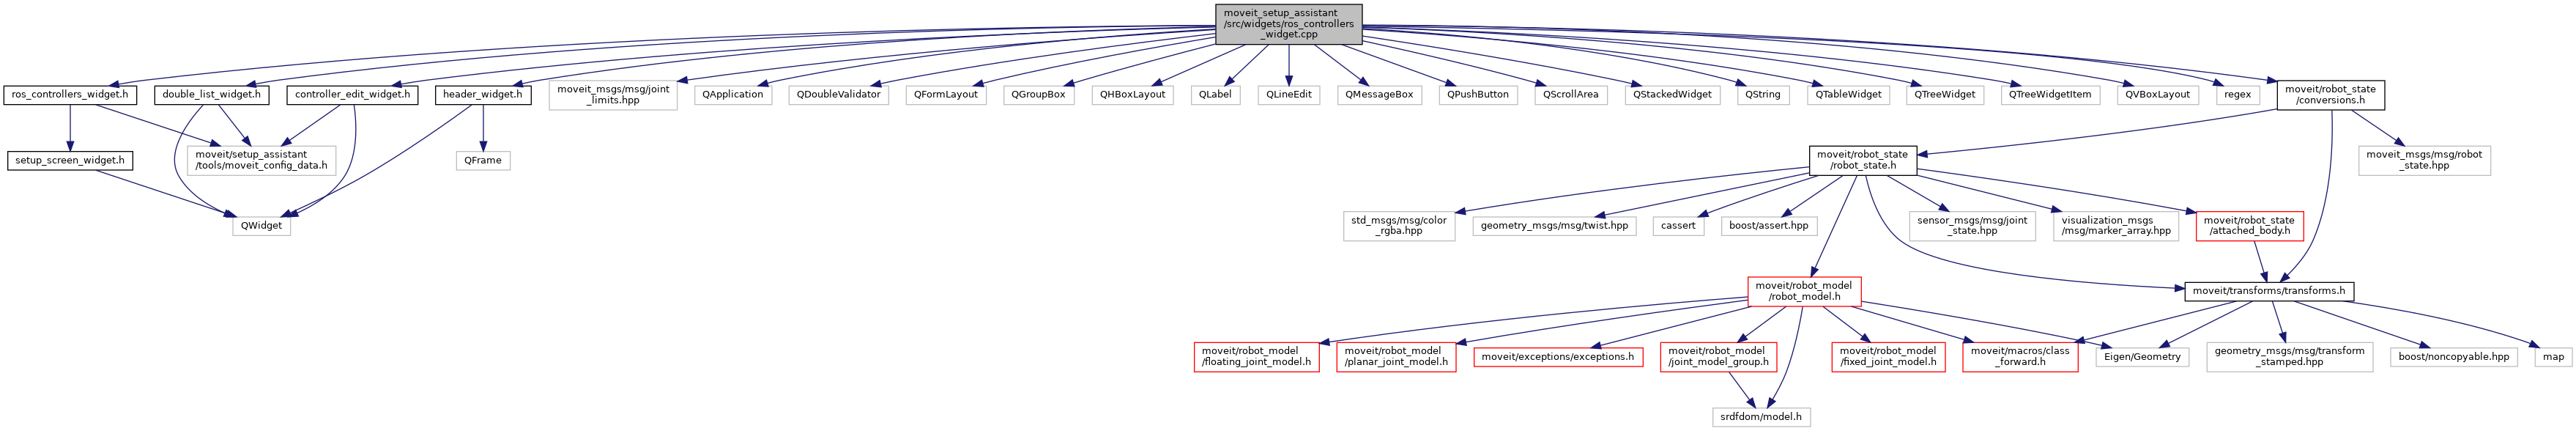 moveit_setup_assistant
/src/widgets/ros_controllers
_widget.cpp
ros_controllers_widget.h
double_list_widget.h
controller_edit_widget.h
header_widget.h
moveit_msgs/msg/joint
_limits.hpp
QApplication
QDoubleValidator
QFormLayout
QGroupBox
QHBoxLayout
QLabel
QLineEdit
QMessageBox
QPushButton
QScrollArea
QStackedWidget
QString
QTableWidget
QTreeWidget
QTreeWidgetItem
QVBoxLayout
regex
moveit/robot_state
/conversions.h
setup_screen_widget.h
moveit/setup_assistant
/tools/moveit_config_data.h
QFrame
moveit/robot_state
/robot_state.h
moveit_msgs/msg/robot
_state.hpp
QWidget
std_msgs/msg/color
_rgba.hpp
geometry_msgs/msg/twist.hpp
cassert
boost/assert.hpp
sensor_msgs/msg/joint
_state.hpp
visualization_msgs
/msg/marker_array.hpp
moveit/robot_state
/attached_body.h
moveit/robot_model
/robot_model.h
moveit/transforms/transforms.h
moveit/robot_model
/floating_joint_model.h
moveit/robot_model
/planar_joint_model.h
moveit/exceptions/exceptions.h
moveit/robot_model
/joint_model_group.h
moveit/robot_model
/fixed_joint_model.h
moveit/macros/class
_forward.h
Eigen/Geometry
geometry_msgs/msg/transform
_stamped.hpp
boost/noncopyable.hpp
map
srdfdom/model.h